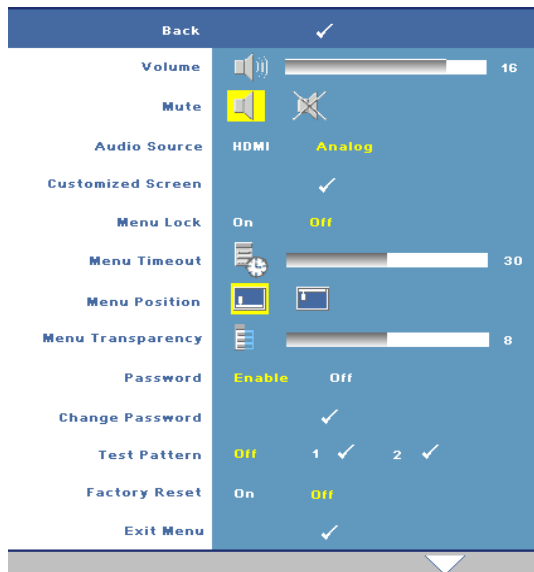 Back
Volume 16
Mute
Audio Source HDMI Analog
Customized Screen
Menu Lock On Off
Menu Timeout 30
Menu Position
Menu Transparency 8
Password Enable Off
Change Password
Test Pattern Off 1 2
Factory Reset On Off
Exit Menu